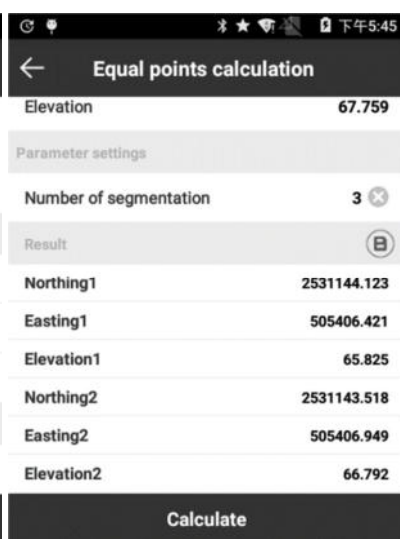 下午5:45
Equal points calculation
Elevation 67.759
Parameter settings
Number of segmentation 3
Result
Northing1 2531144.123
Easting1 505406.421
Elevation1 65.825
Northing2 2531143.518
Easting2 505406.949
Elevation2 66.792
Calculate